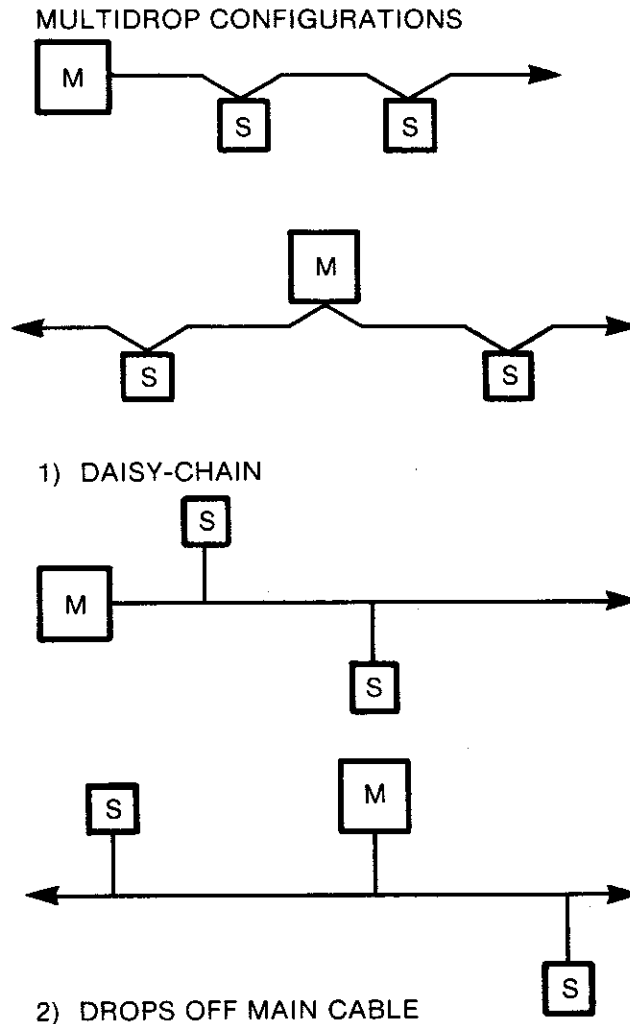 MULTIDROP CONFIGURATIONS
M
S S
M
S S
1) DAISY-CHAIN
S
M
S
S M
S
2) DROPS OFF MAIN CABLE